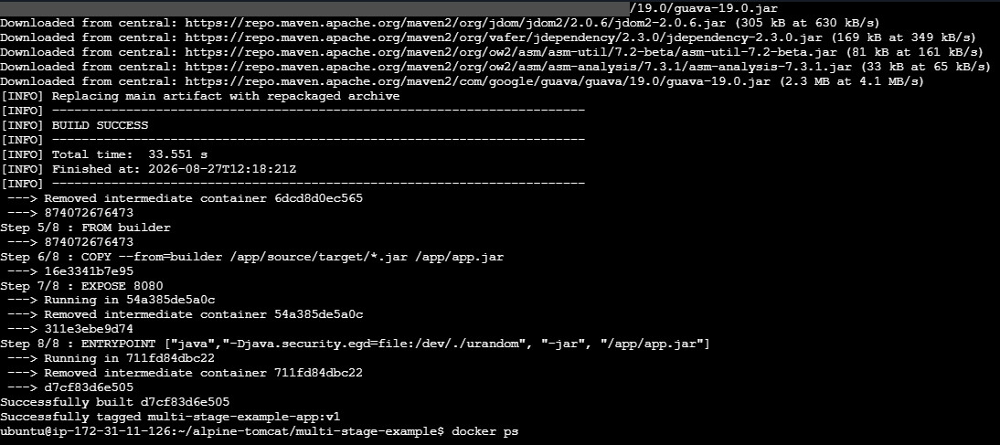 /19.0/guava-19.0.jar
Downloaded from central: https://repo.maven.apache.org/maven2/org/jdom/jdom2/2.0.6/jdom2-2.0.6.jar (305 kB at 630 kB/s)
Downloaded from central: https://repo.maven.apache.org/maven2/org/vafer/jdependency/2.3.0/jdependency-2.3.0.jar (169 kB at 349 kB/s)
Downloaded from central: https://repo.maven.apache.org/maven2/org/ow2/asm/asm-util/7.2-beta/asm-util-7.2-beta.jar (81 kB at 161 kB/s)
Downloaded from central: https://repo.maven.apache.org/maven2/org/ow2/asm/asm-analysis/7.3.1/asm-analysis-7.3.1.jar (33 kB at 65 kB/s)
Downloaded from central: https://repo.maven.apache.org/maven2/com/google/guava/guava/19.0/guava-19.0.jar (2.3 MB at 4.1 MB/s)
[INFO] Replacing main artifact with repackaged archive
[INFO] ------------------------------------------------------------------------
[INFO] BUILD SUCCESS
[INFO] ------------------------------------------------------------------------
[INFO] Total time:  33.551 s
[INFO] Finished at: 2026-08-27T12:18:21Z
[INFO] ------------------------------------------------------------------------
 ---> Removed intermediate container 6dcd8d0ec565
 ---> 874072676473
Step 5/8 : FROM builder
 ---> 874072676473
Step 6/8 : COPY --from=builder /app/source/target/*.jar /app/app.jar
 ---> 16e3341b7e95
Step 7/8 : EXPOSE 8080
 ---> Running in 54a385de5a0c
 ---> Removed intermediate container 54a385de5a0c
 ---> 311e3ebe9d74
Step 8/8 : ENTRYPOINT ["java","-Djava.security.egd=file:/dev/./urandom", "-jar", "/app/app.jar"]
 ---> Running in 711fd84dbc22
 ---> Removed intermediate container 711fd84dbc22
 ---> d7cf83d6e505
Successfully built d7cf83d6e505
Successfully tagged multi-stage-example-app:v1
ubuntu@ip-172-31-11-126:~/alpine-tomcat/multi-stage-example$ docker ps